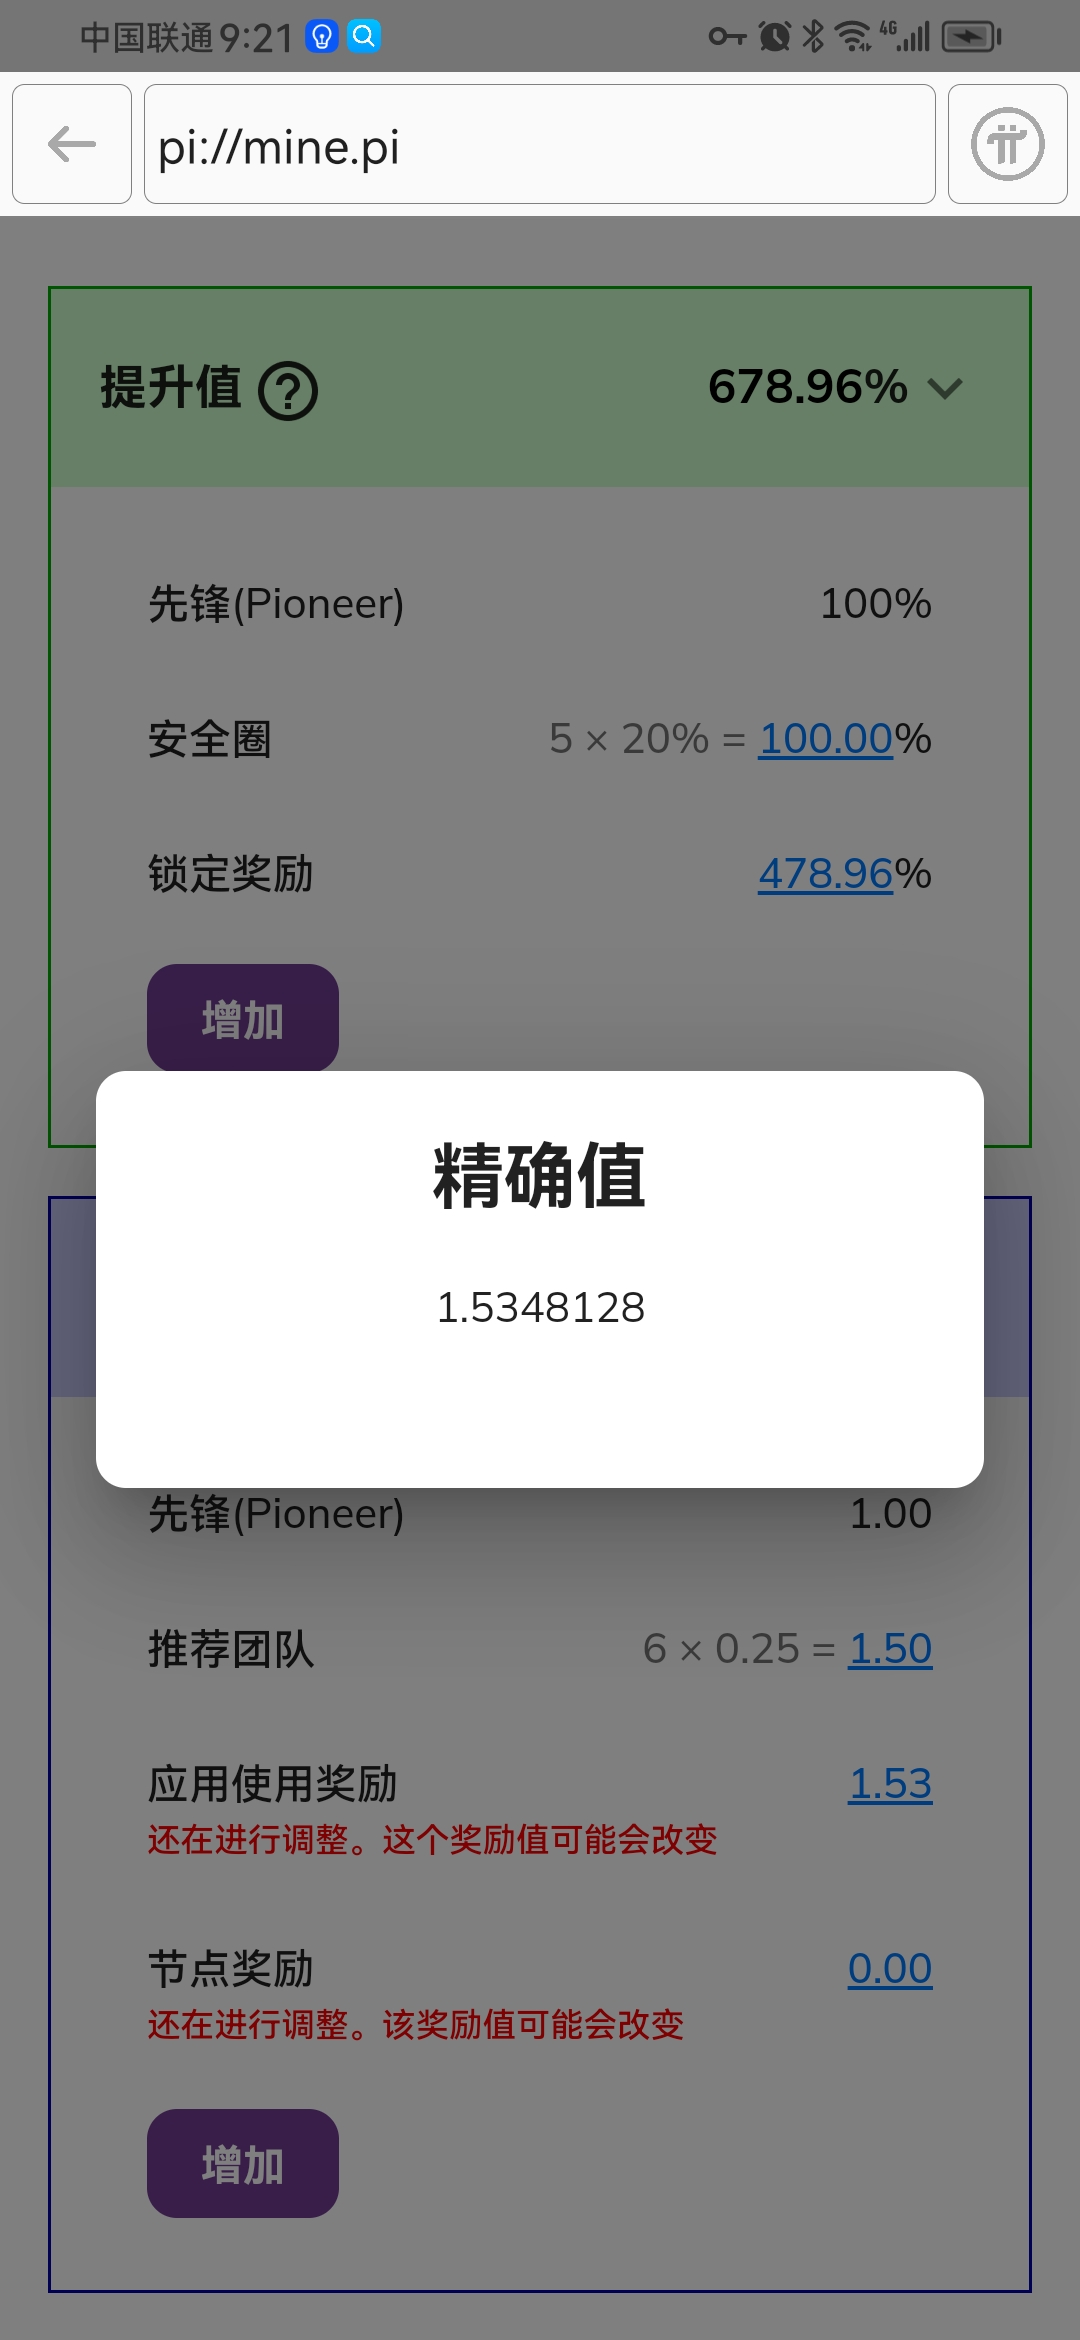 中国联通 9:21 4G
pi://mine.pi
提升值 ? 678.96%
先锋(Pioneer) 100%
安全圈 5 × 20% = 100.00%
锁定奖励 478.96%
增加
精确值
1.5348128
先锋(Pioneer) 1.00
推荐团队 6 × 0.25 = 1.50
应用使用奖励 1.53
还在进行调整。这个奖励值可能会改变
节点奖励 0.00
还在进行调整。该奖励值可能会改变
增加